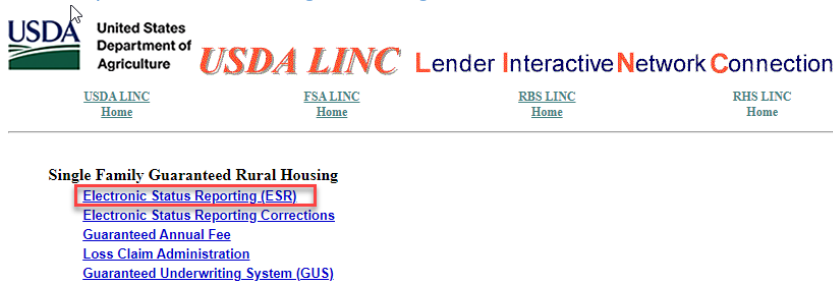 USDA
United States
Department of
Agriculture
USDA LINC Lender Interactive Network Connection
USDA LINC
Home
FSA LINC
Home
RBS LINC
Home
RHS LINC
Home
Single Family Guaranteed Rural Housing
Electronic Status Reporting (ESR)
Electronic Status Reporting Corrections
Guaranteed Annual Fee
Loss Claim Administration
Guaranteed Underwriting System (GUS)